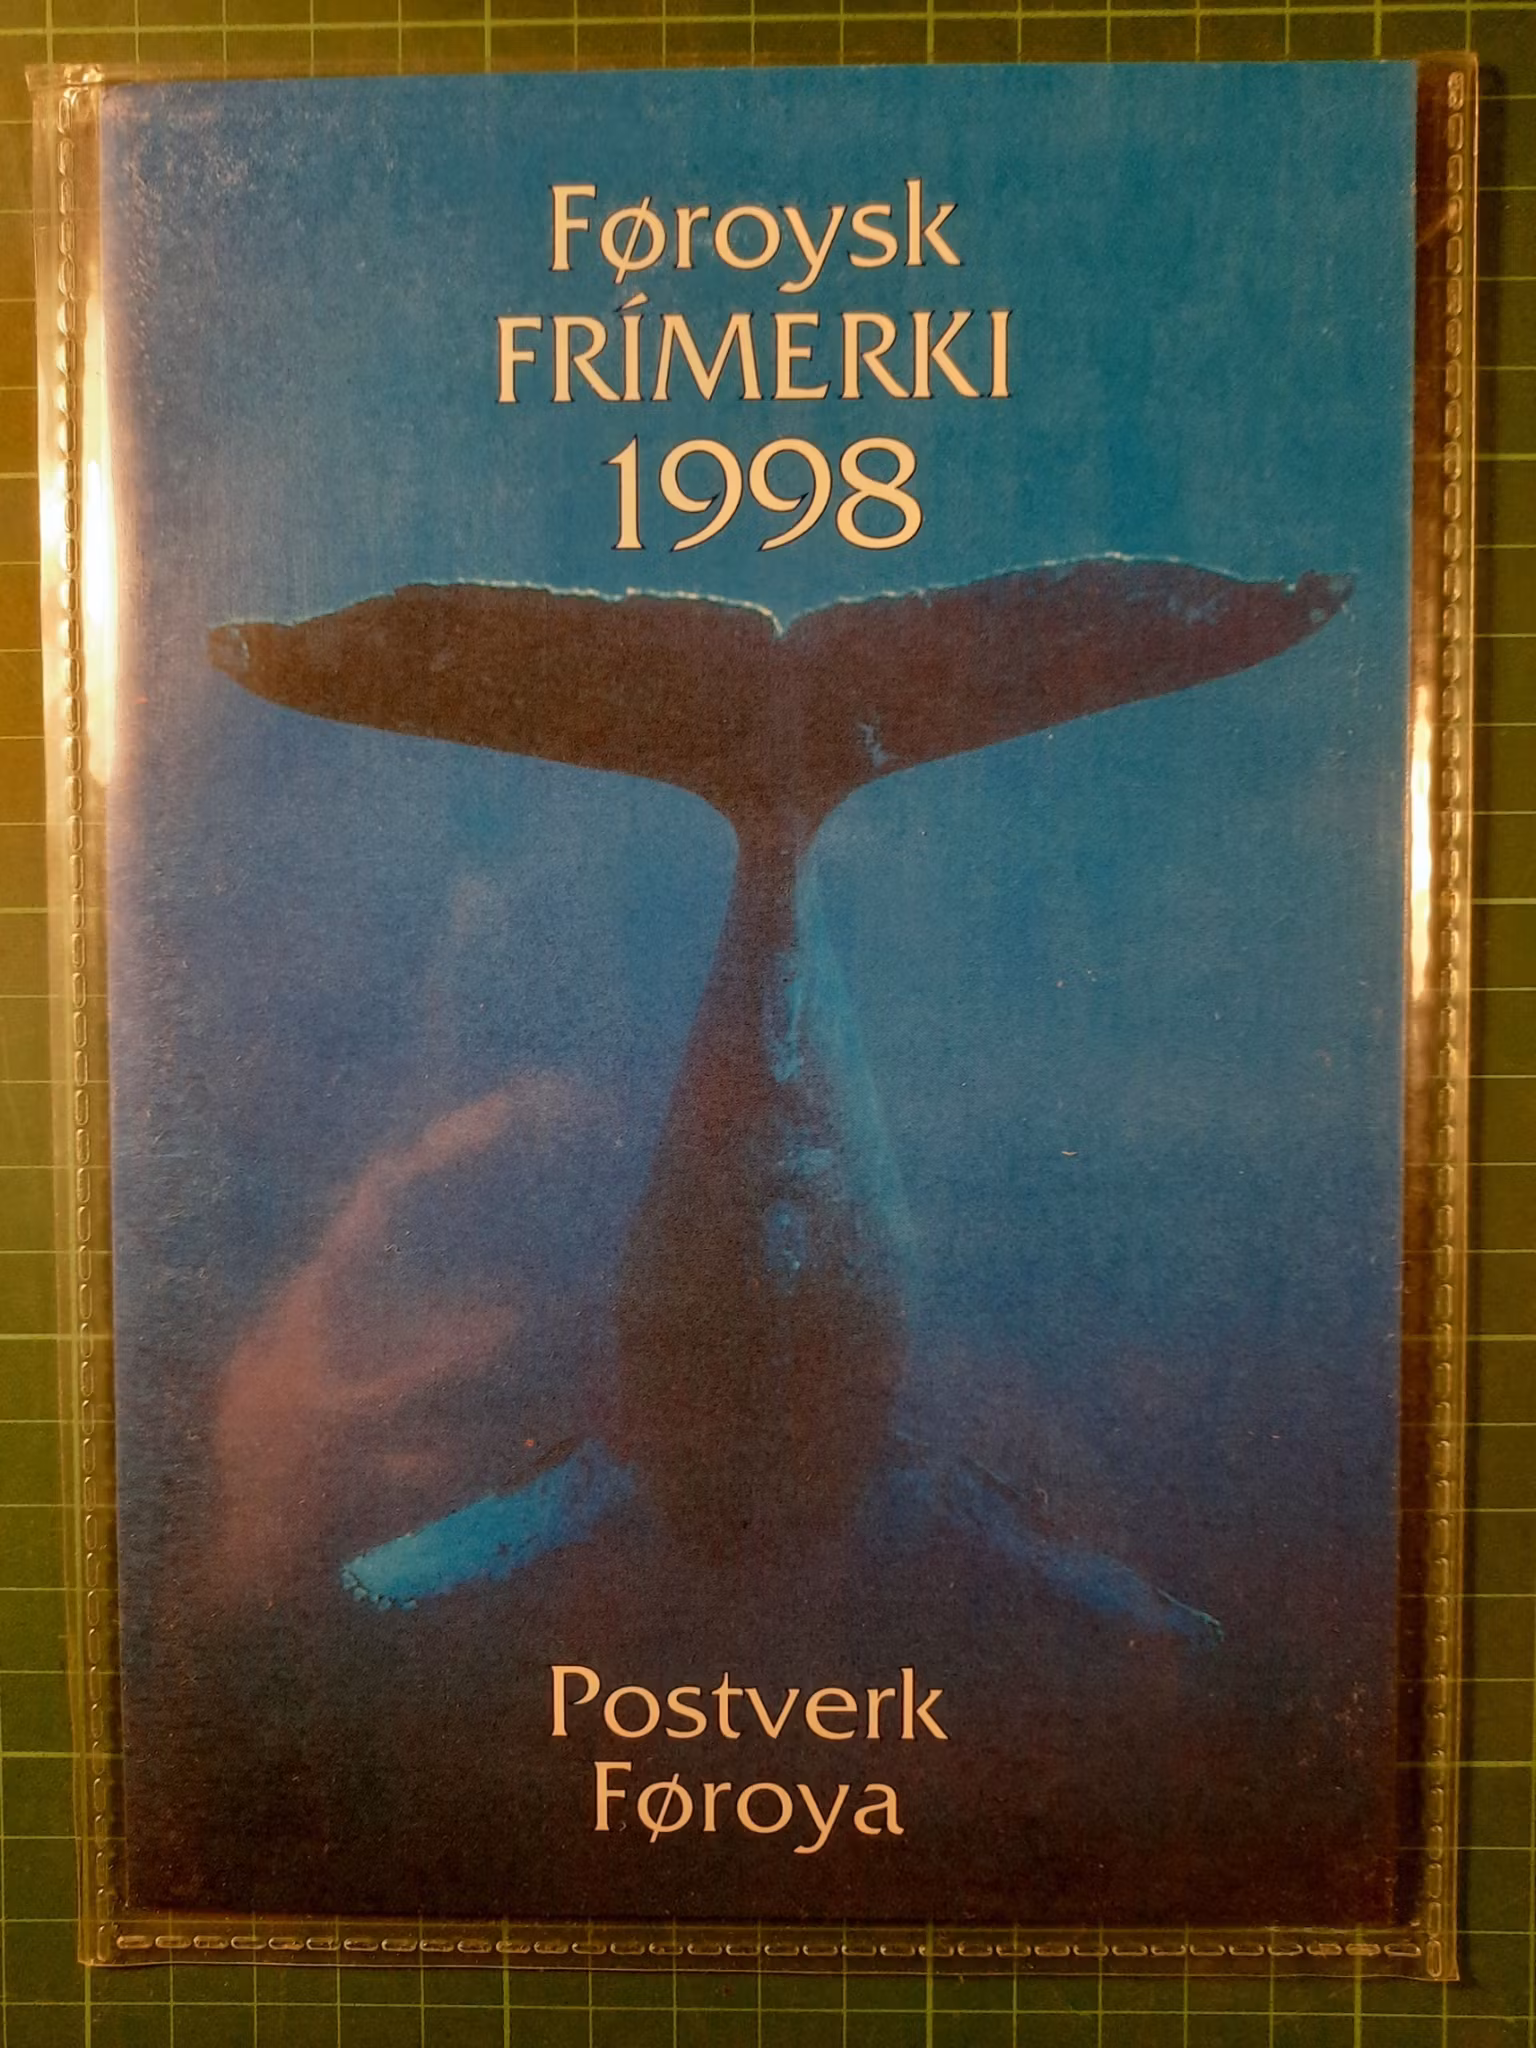 Føroysk
FRÍMERKI
1998
Postverk
Føroya